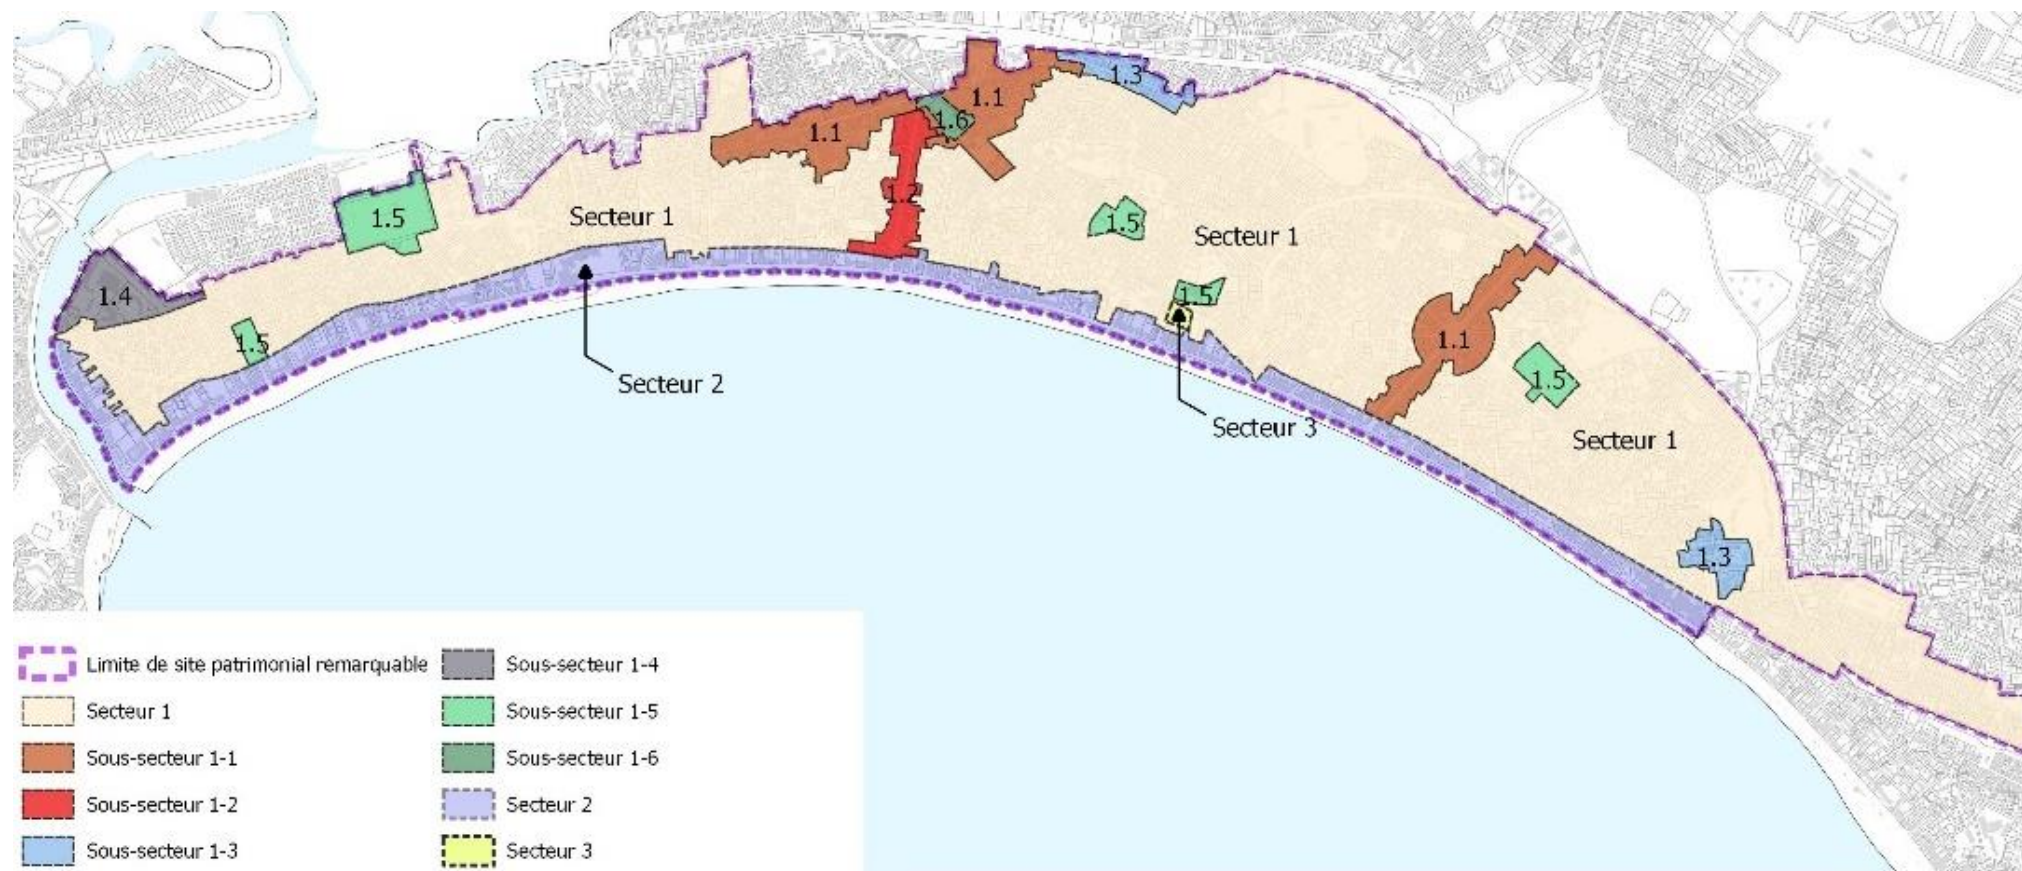 1.3
1.1
1.6
1.1
1.2
1.5
Secteur 1
1.5
Secteur 1
1.4
1.5
1.5
1.1
Secteur 2
1.5
Secteur 3
Secteur 1
1.3
Limite de site patrimonial remarquable
Secteur 1
Sous-secteur 1-1
Sous-secteur 1-2
Sous-secteur 1-3
Sous-secteur 1-4
Sous-secteur 1-5
Sous-secteur 1-6
Secteur 2
Secteur 3